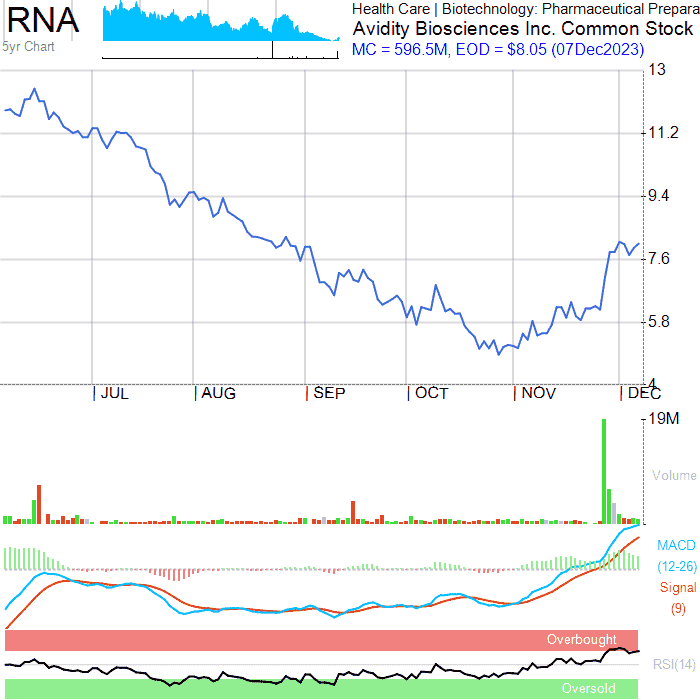 RNA
5yr Chart
Health Care | Biotechnology: Pharmaceutical Prepara
Avidity Biosciences Inc. Common Stock
MC = 596.5M, EOD = $8.05 (07Dec2023)
13
11.2
9.4
7.6
5.8
4
JUL
AUG
SEP
OCT
NOV
DEC
19M
Volume
MACD
(12-26)
Signal
(9)
Overbought
RSI(14)
Oversold